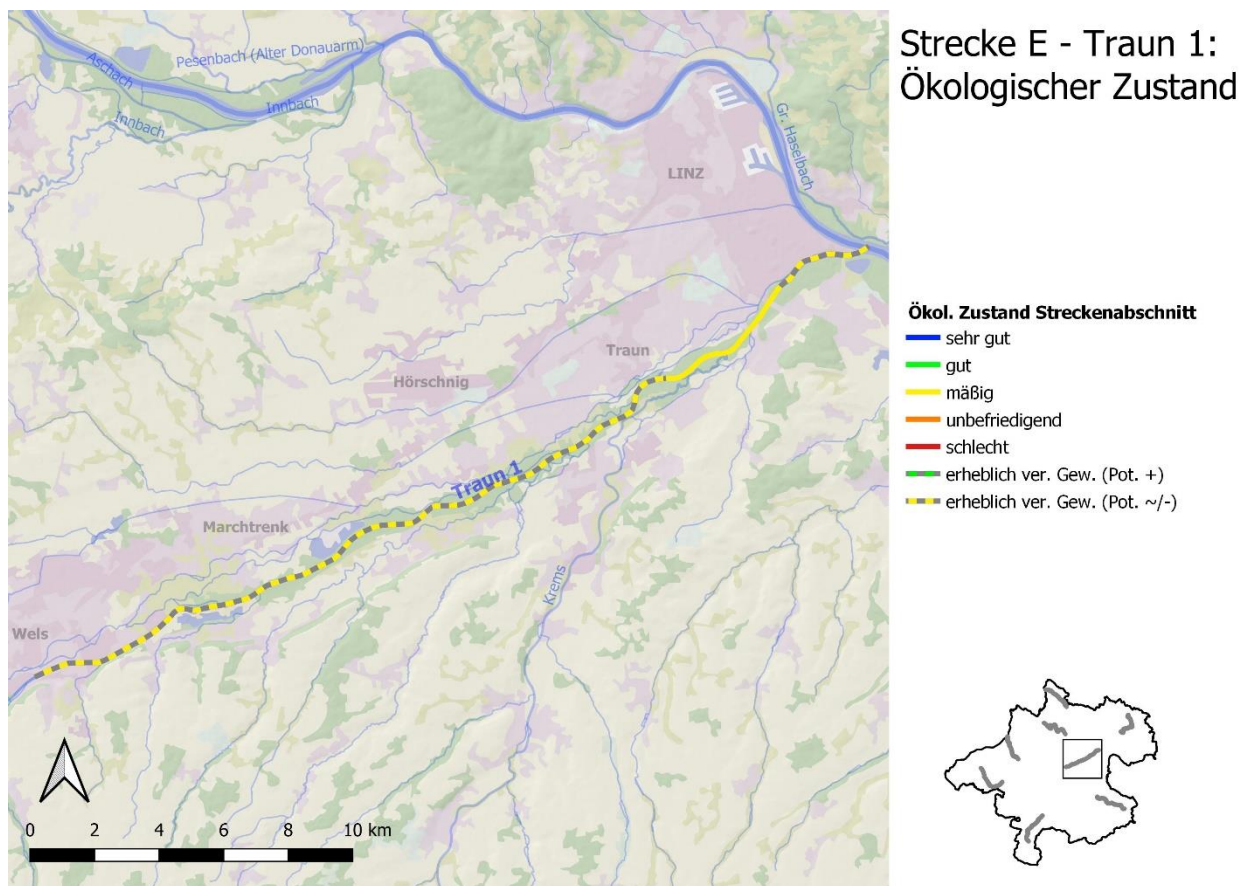 Strecke E - Traun 1:
Ökologischer Zustand
Pesenbach (Alter Donauarm)
Aschach
Innbach
Innbach
Gr. Haselbach
LINZ
Traun
Hörschnig
Traun 1
Marchtrenk
Krems
Wels
Ökol. Zustand Streckenabschnitt
sehr gut
gut
mäßig
unbefriedigend
schlecht
erheblich ver. Gew. (Pot. +)
erheblich ver. Gew. (Pot. ~/-)
0 2 4 6 8 10 km